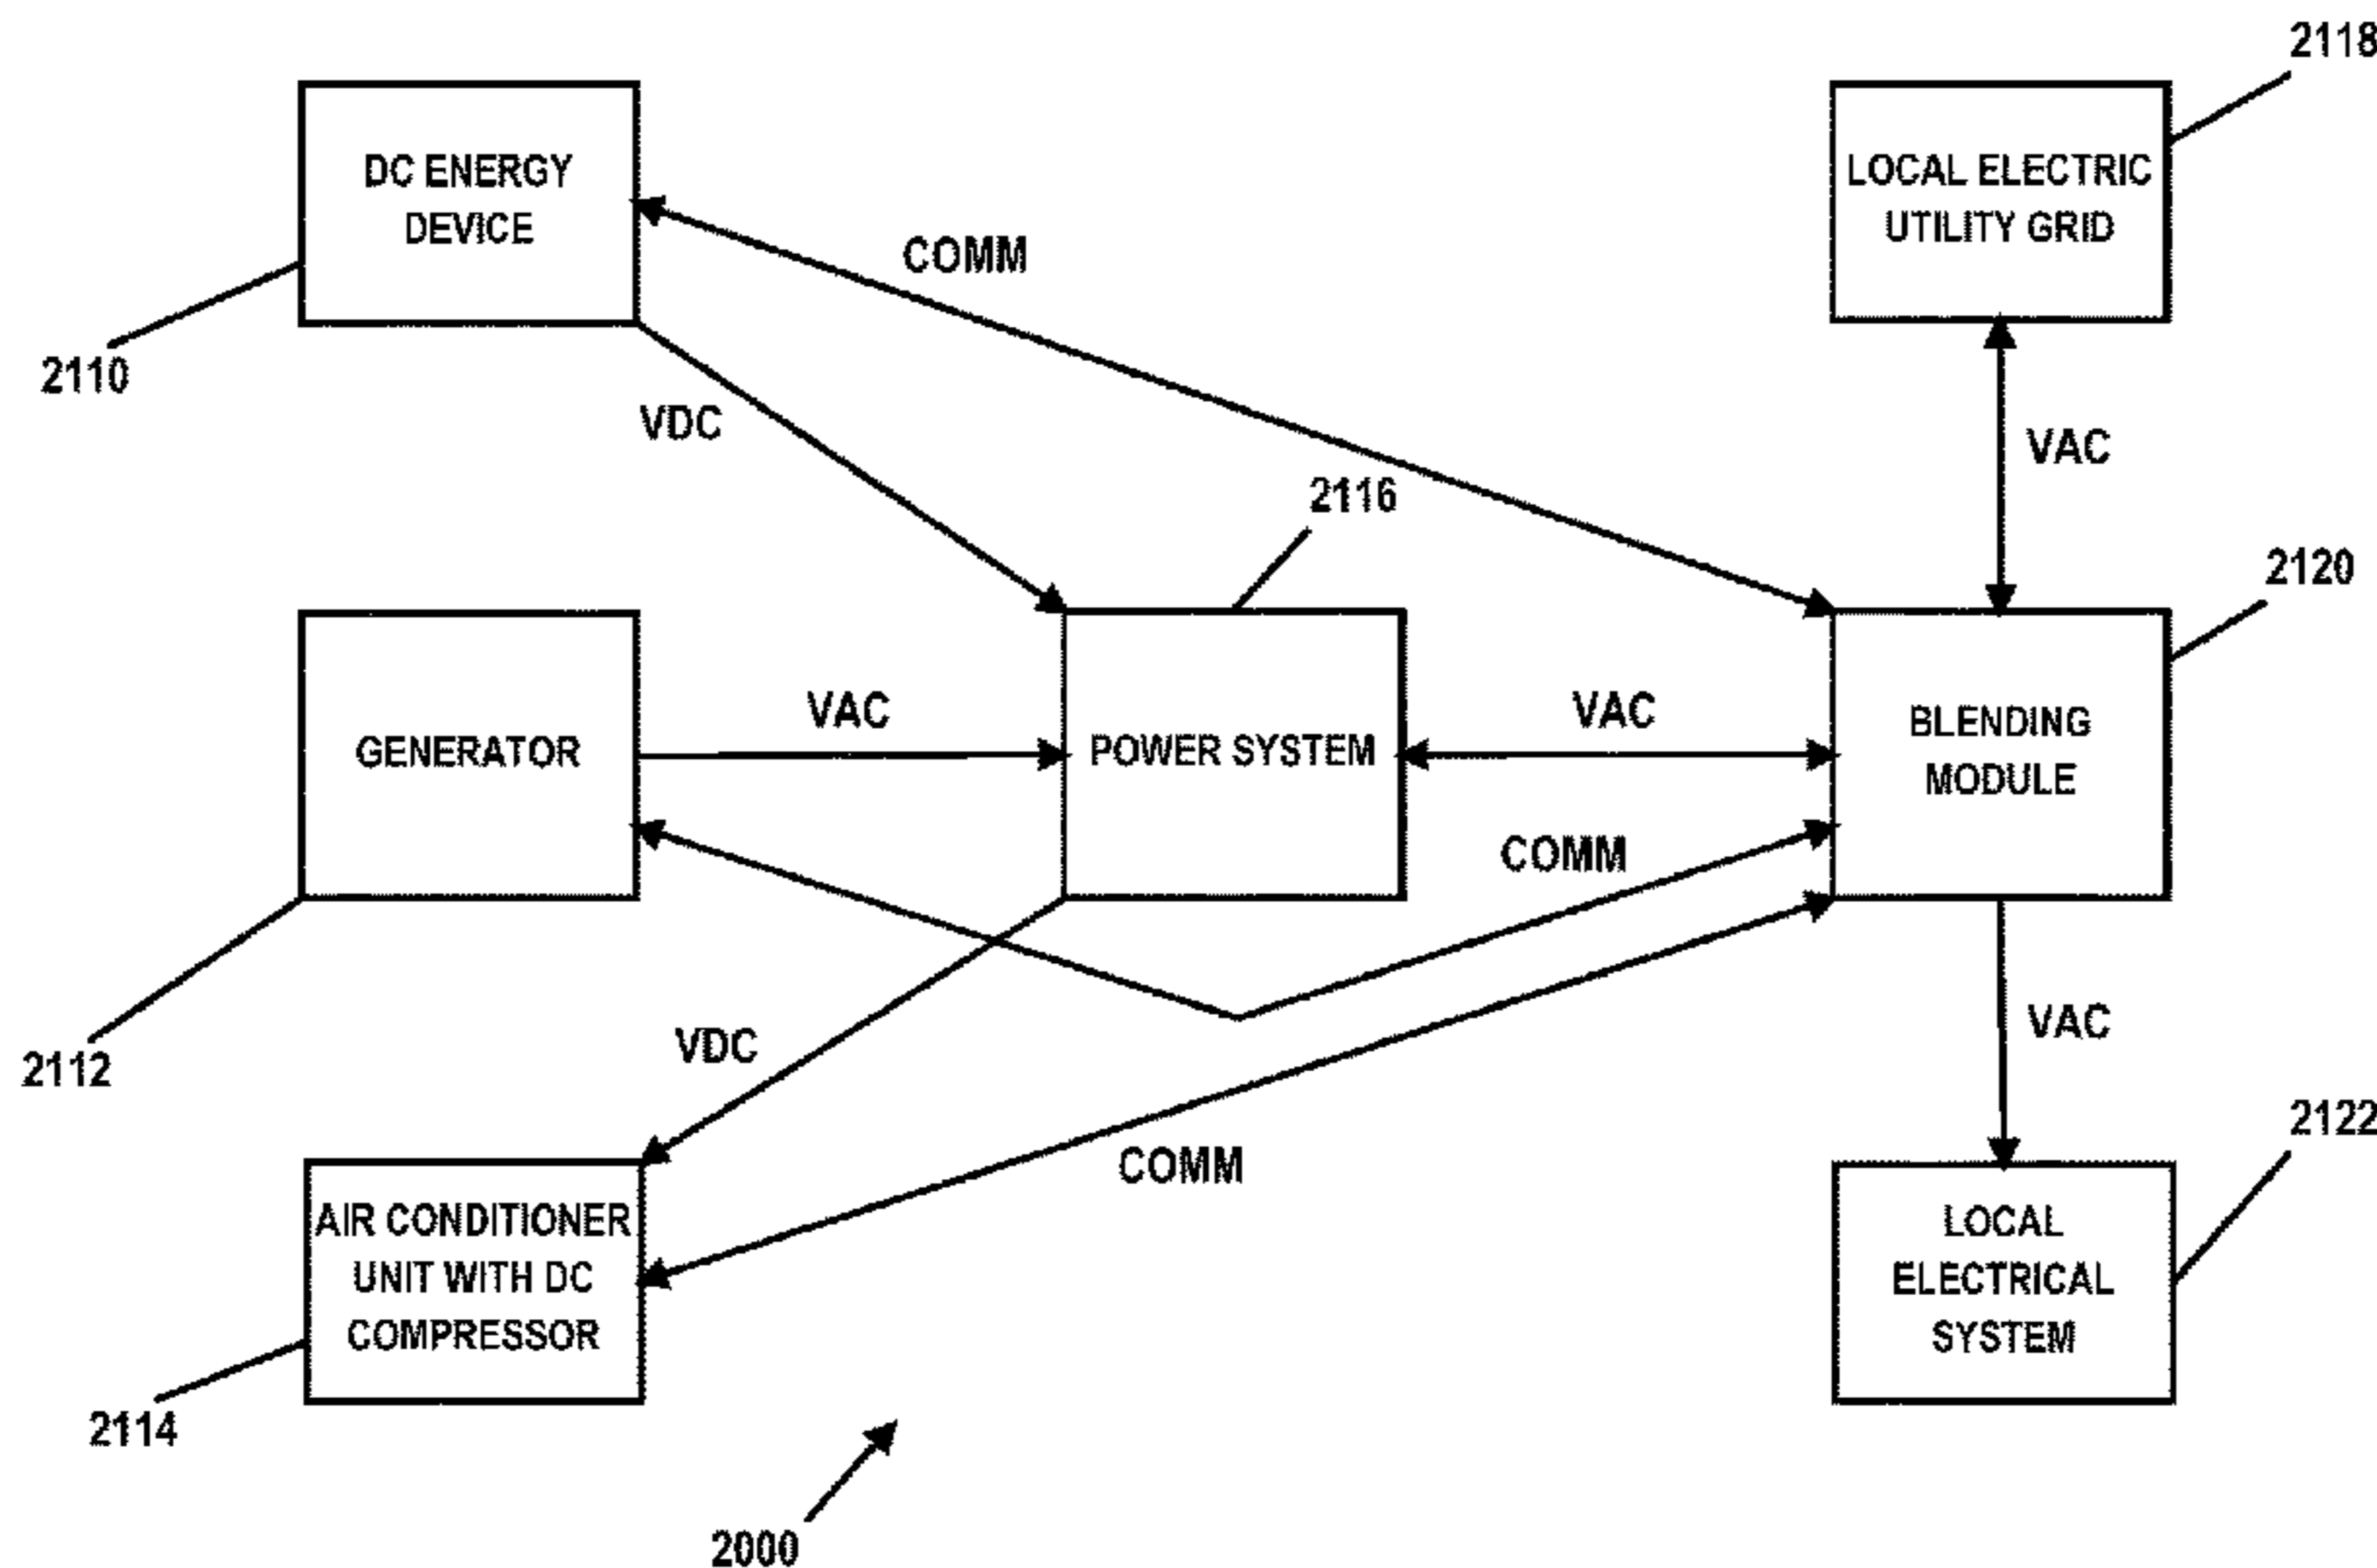 2118
DC ENERGY
DEVICE
LOCAL ELECTRIC
UTILITY GRID
COMM
2110
VDC
VAC
2116
2120
GENERATOR
VAC
POWER SYSTEM
VAC
BLENDING
MODULE
COMM
2112
VDC
VAC
COMM
2122
AIR CONDITIONER
UNIT WITH DC
COMPRESSOR
LOCAL
ELECTRICAL
SYSTEM
2114
2000